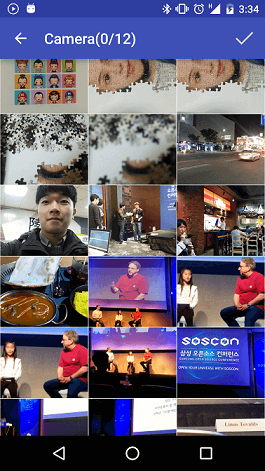 3:34
Camera(0/12)
SOSCON
삼성 오픈소스 컨퍼런스
SAMSUNG OPEN SOURCE CONFERENCE
OPEN YOUR UNIVERSE WITH SOSCON
Linus Torvalds